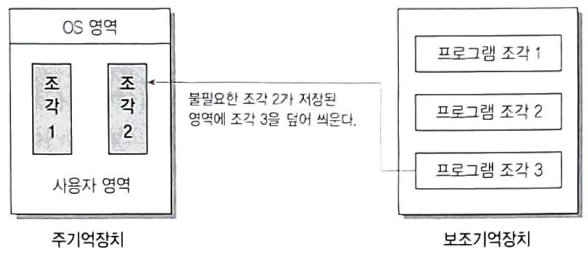 OS 영역
조
각
1
조
각
2
사용자 영역
주기억장치
불필요한 조각 2가 저장된
영역에 조각 3을 덮어 씌운다.
프로그램 조각 1
프로그램 조각 2
프로그램 조각 3
보조기억장치